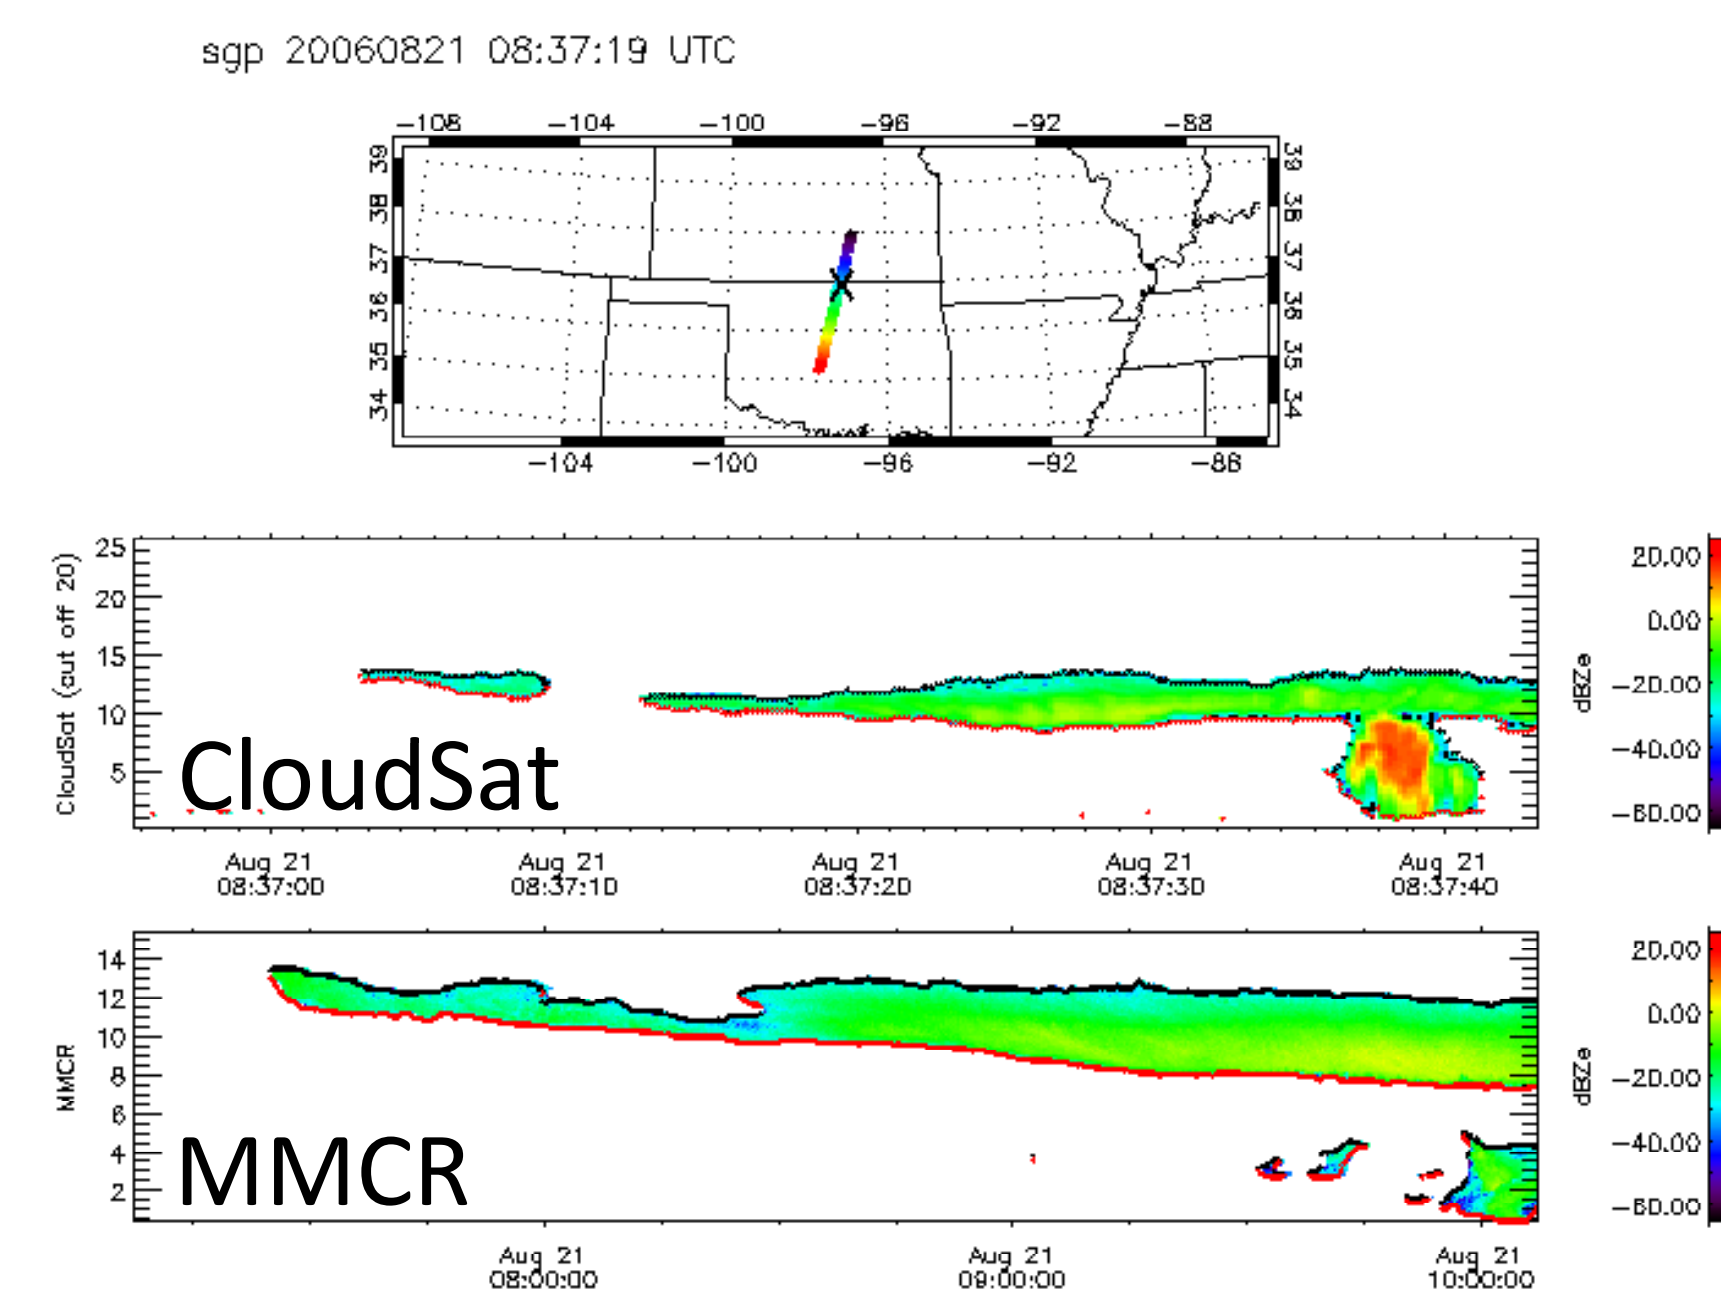 sgp 20060821 08:37:19 UTC
-108 -104 -100 -96 -92 -88
39 39
38 38
37 37
36 36
35 35
34 34
-104 -100 -96 -92 -88
CloudSat (aut off 20)
25
20
15
10
5
CloudSat
dBZe
20.00
0.00
-20.00
-40.00
-60.00
Aug 21 Aug 21 Aug 21 Aug 21 Aug 21
08:37:00 08:37:10 08:37:20 08:37:30 08:37:40
MMCR
14
12
10
8
6
4
2
MMCR
dBZe
20.00
0.00
-20.00
-40.00
-60.00
Aug 21 Aug 21 Aug 21
08:00:00 09:00:00 10:00:00